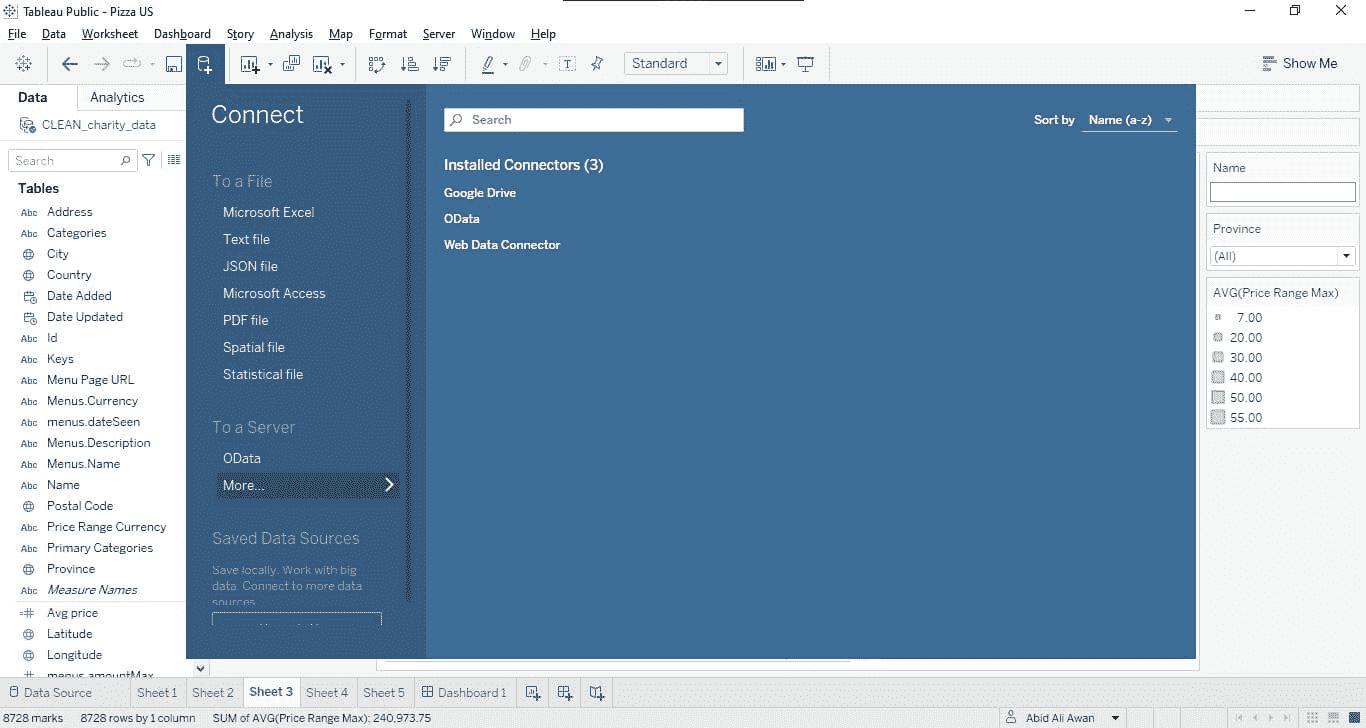 Tableau Public - Pizza US
File Data Worksheet Dashboard Story Analysis Map Format Server Window Help
Standard
Show Me
Data Analytics
CLEAN_charity_data
Search
Tables
Abc Address
Abc Categories
City
Country
Date Added
Date Updated
Abc Id
Abc Keys
Abc Menu Page URL
Abc Menus.Currency
Abc menus.dateSeen
Abc Menus.Description
Abc Menus.Name
Abc Name
Postal Code
Abc Price Range Currency
Abc Primary Categories
Province
Abc Measure Names
=# Avg price
Latitude
Longitude
# menus.amountMax
Connect
To a File
Microsoft Excel
Text file
JSON file
Microsoft Access
PDF file
Spatial file
Statistical file
To a Server
OData
More...
Saved Data Sources
Save locally. Work with big
data. Connect to more data
sources.
Search
Sort by Name (a-z)
Installed Connectors (3)
Google Drive
OData
Web Data Connector
Name
Province
(All)
AVG(Price Range Max)
7.00
20.00
30.00
40.00
50.00
55.00
Data Source Sheet 1 Sheet 2 Sheet 3 Sheet 4 Sheet 5 Dashboard 1
8728 marks 8728 rows by 1 column SUM of AVG(Price Range Max): 240,973.75 Abid Ali Awan